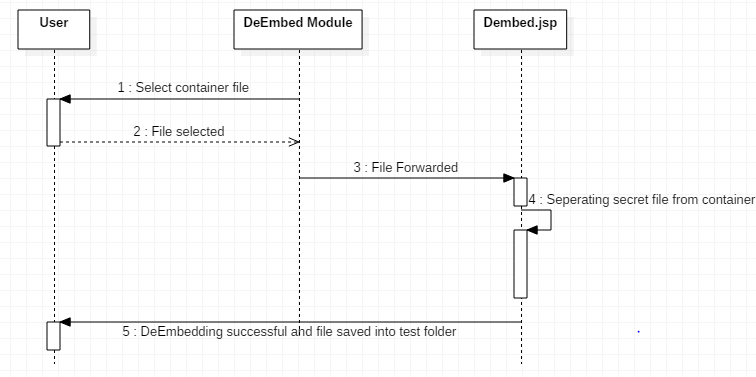 User
DeEmbed Module
Dembed.jsp
1 : Select container file
2 : File selected
3 : File Forwarded
4 : Seperating secret file from container
5 : DeEmbedding successful and file saved into test folder